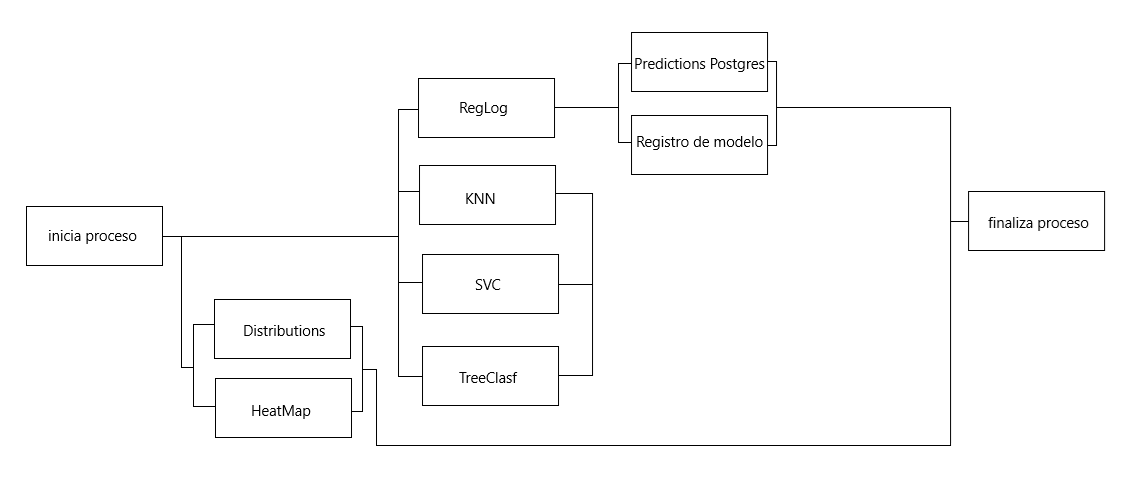 inicia proceso
Distributions
HeatMap
RegLog
KNN
SVC
TreeClasf
Predictions Postgres
Registro de modelo
finaliza proceso